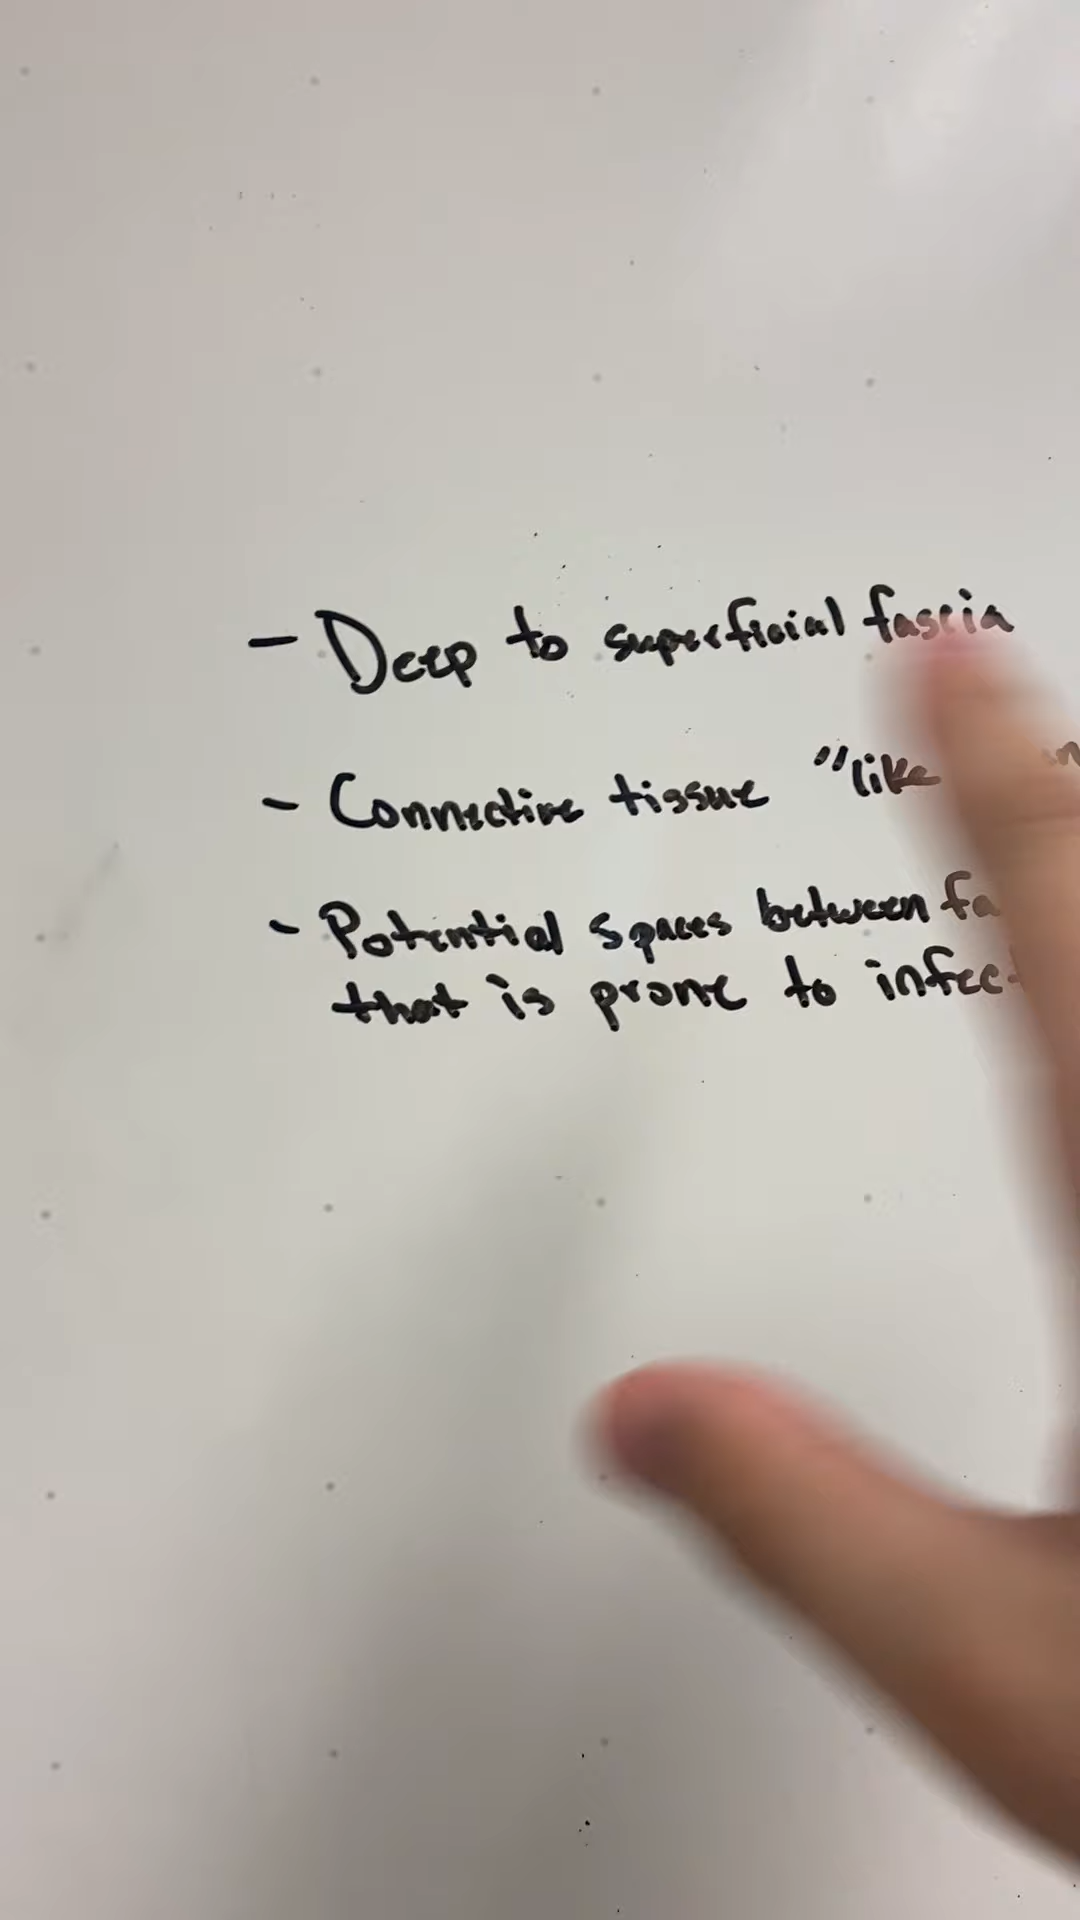 - Deep to superficial fascia
- Connective tissue "like
- Potential spaces between
that is prone to